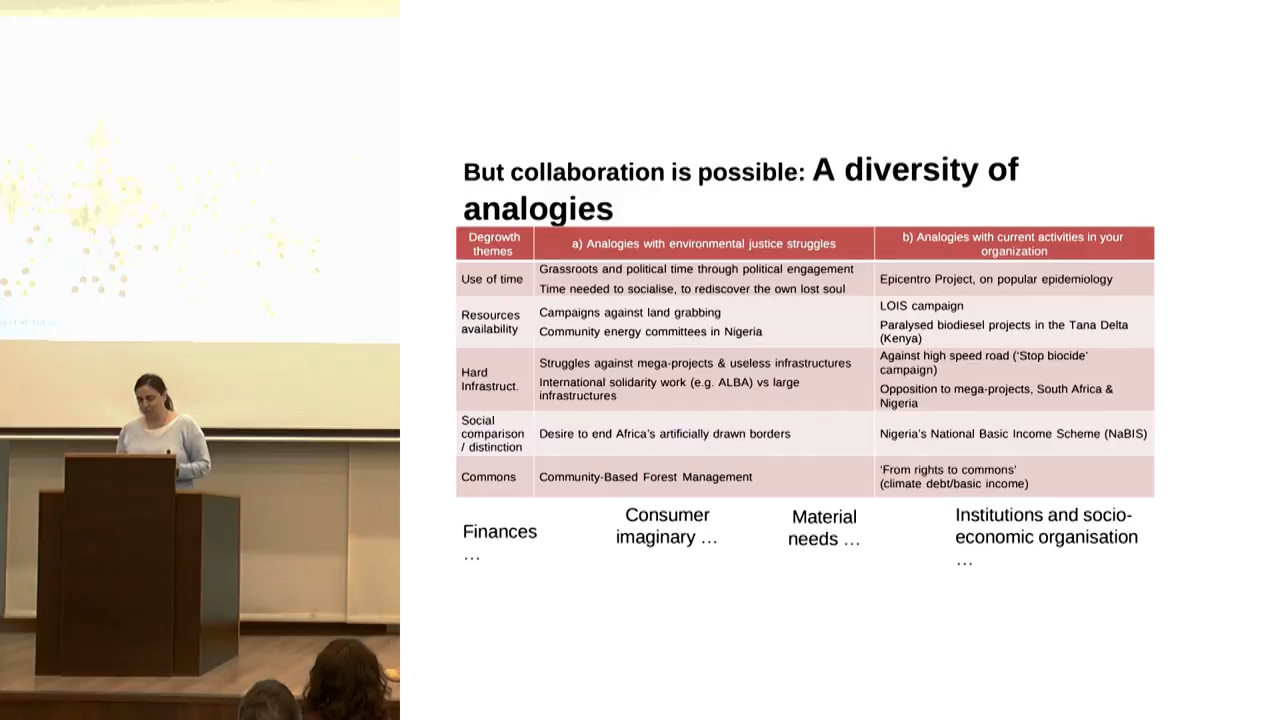 But collaboration is possible: A diversity of
analogies
Degrowth
themes
a) Analogies with environmental justice struggles
b) Analogies with current activities in your
organization
Use of time
Grassroots and political time through political engagement
Time needed to socialise, to rediscover the own lost soul
Epicentro Project, on popular epidemiology
Resources
availability
Campaigns against land grabbing
Community energy committees in Nigeria
LOIS campaign
Paralysed biodiesel projects in the Tana Delta
(Kenya)
Hard
Infrastruct.
Struggles against mega-projects & useless infrastructures
International solidarity work (e.g. ALBA) vs large
infrastructures
Against high speed road (‘Stop biocide’
campaign)
Opposition to mega-projects, South Africa &
Nigeria
Social
comparison
/ distinction
Desire to end Africa’s artificially drawn borders
Nigeria’s National Basic Income Scheme (NaBIS)
Commons
Community-Based Forest Management
‘From rights to commons’
(climate debt/basic income)
Finances
…
Consumer
imaginary …
Material
needs …
Institutions and socio-
economic organisation
…